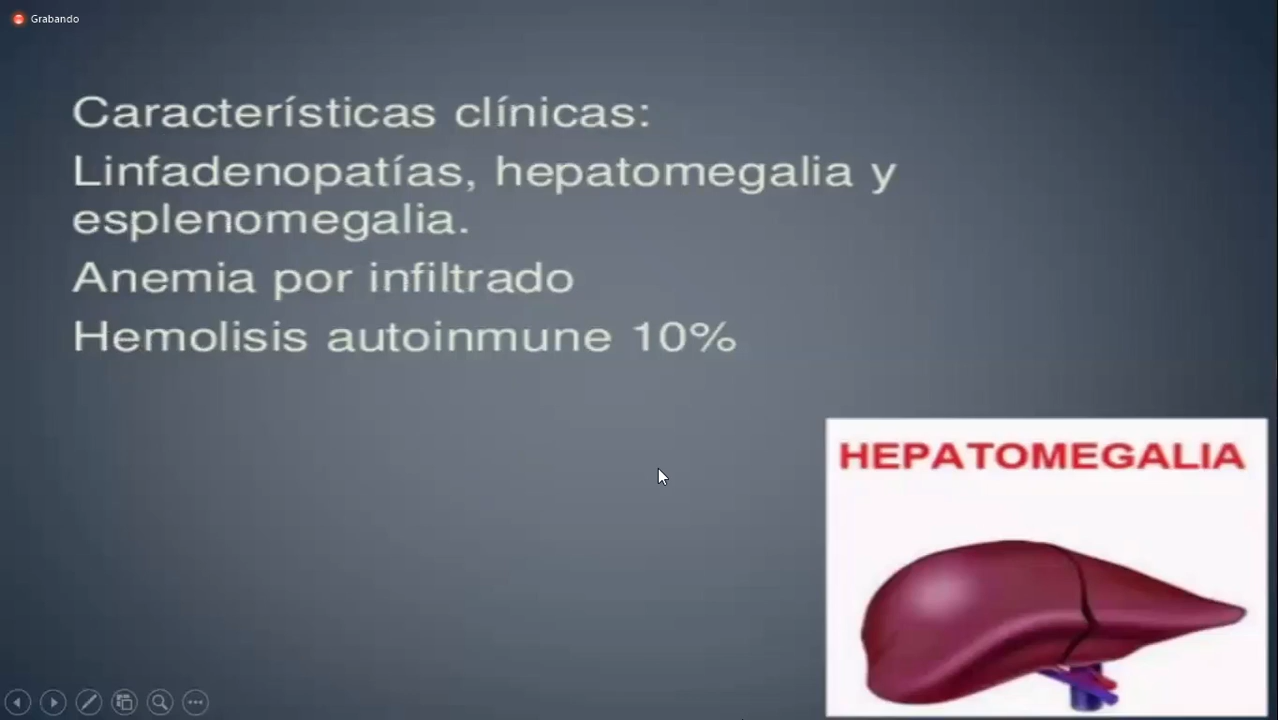 Grabando
Características clínicas:
Linfadenopatías, hepatomegalia y
esplenomegalia.
Anemia por infiltrado
Hemolisis autoinmune 10%
HEPATOMEGALIA